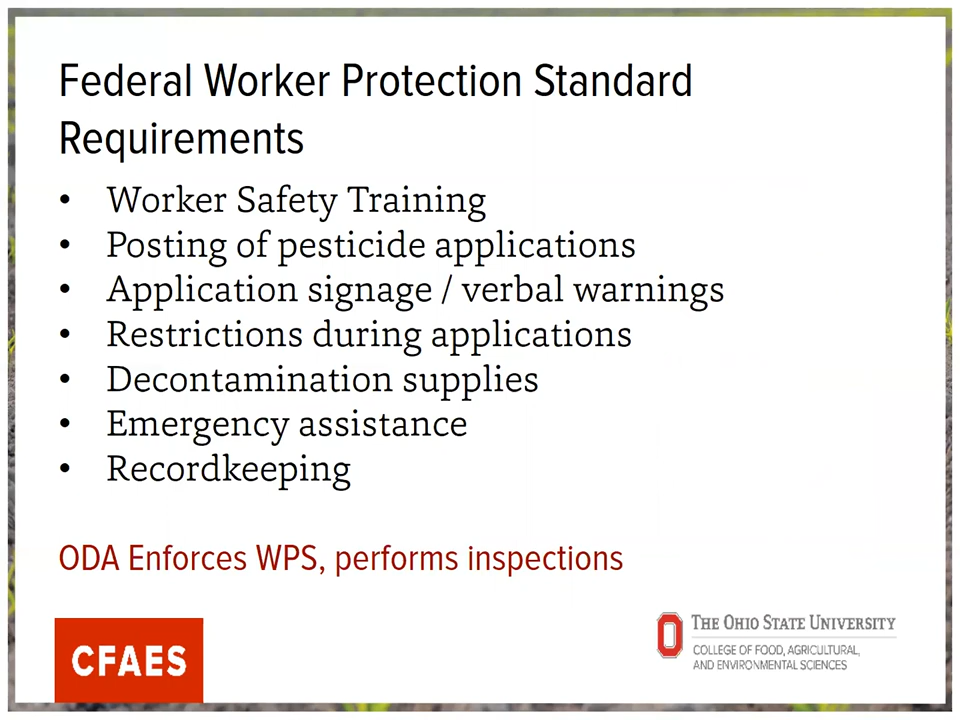 Federal Worker Protection Standard
Requirements
• Worker Safety Training
• Posting of pesticide applications
• Application signage / verbal warnings
• Restrictions during applications
• Decontamination supplies
• Emergency assistance
• Recordkeeping
ODA Enforces WPS, performs inspections
CFAES
THE OHIO STATE UNIVERSITY
COLLEGE OF FOOD, AGRICULTURAL,
AND ENVIRONMENTAL SCIENCES